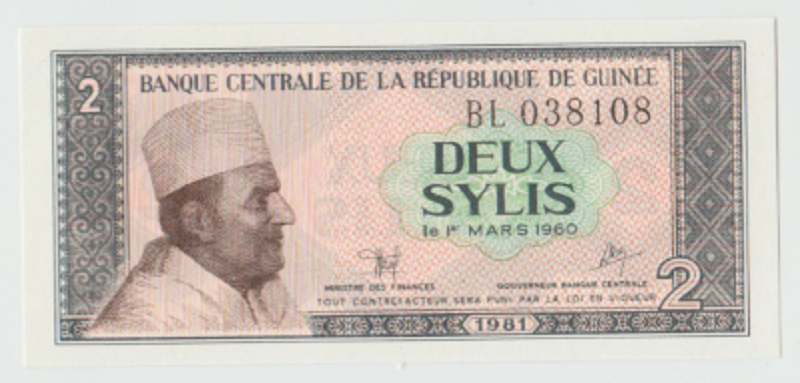 2
BANQUE CENTRALE DE LA RÉPUBLIQUE DE GUINÉE
BL 038108
DEUX
SYLIS
le 1er MARS 1960
MINISTRE DES FINANCES
GOUVERNEUR BANQUE CENTRALE
TOUT CONTREFACTEUR SERA PUNI PAR LA LOI EN VIGUEUR
2
1981